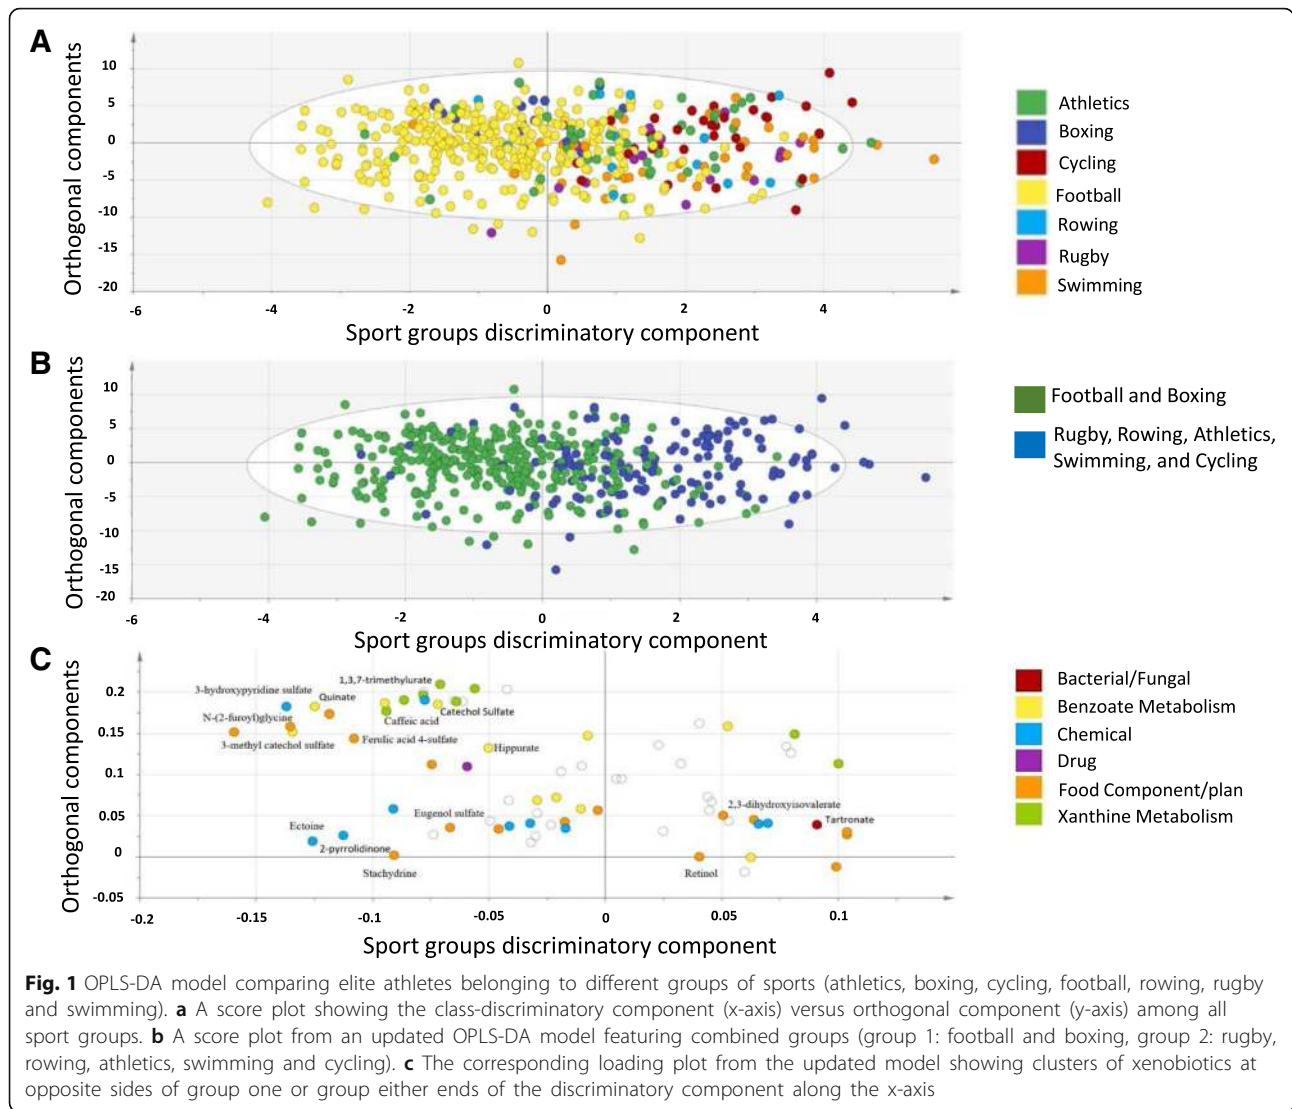 A
Orthogonal components
10
5
0
-5
-10
-15
-20
-6
-4
-2
0
2
4
Sport groups discriminatory component
Athletics
Boxing
Cycling
Football
Rowing
Rugby
Swimming
B
Orthogonal components
10
5
0
-5
-10
-15
-20
-6
-4
-2
0
2
4
Sport groups discriminatory component
Football and Boxing
Rugby, Rowing, Athletics,
Swimming, and Cycling
C
Orthogonal components
0.2
0.15
0.1
0.05
0
-0.05
-0.2
-0.15
-0.1
-0.05
0
0.05
0.1
Sport groups discriminatory component
1,3,7-trimethylurate
3-hydroxypyridine sulfate
Quinate
N-(2-furoyl)glycine
Caffeic acid
Catechol Sulfate
3-methyl catechol sulfate
Ferulic acid 4-sulfate
Hippurate
Eugenol sulfate
2,3-dihydroxyisovalerate
Tartronate
Ectoine
2-pyrrolidinone
Stachydrine
Retinol
Bacterial/Fungal
Benzoate Metabolism
Chemical
Drug
Food Component/plan
Xanthine Metabolism
Fig. 1 OPLS-DA model comparing elite athletes belonging to different groups of sports (athletics, boxing, cycling, football, rowing, rugby
and swimming). a A score plot showing the class-discriminatory component (x-axis) versus orthogonal component (y-axis) among all
sport groups. b A score plot from an updated OPLS-DA model featuring combined groups (group 1: football and boxing, group 2: rugby,
rowing, athletics, swimming and cycling). c The corresponding loading plot from the updated model showing clusters of xenobiotics at
opposite sides of group one or group either ends of the discriminatory component along the x-axis